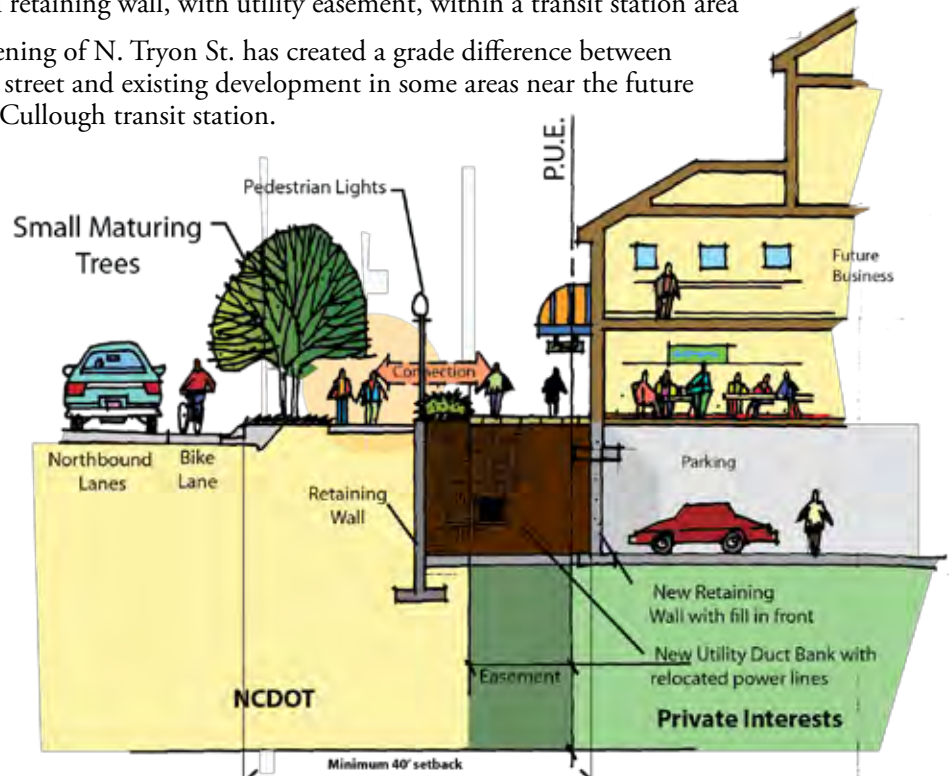 retaining wall, with utility easement, within a transit station area
ening of N. Tryon St. has created a grade difference between
street and existing development in some areas near the future
Cullough transit station.
P.U.E.
Pedestrian Lights
Small Maturing
Trees
Future
Business
Connection
Northbound
Lanes
Bike
Lane
Parking
Retaining
Wall
New Retaining
Wall with fill in front
New Utility Duct Bank with
relocated power lines
Easement
NCDOT
Private Interests
Minimum 40' setback